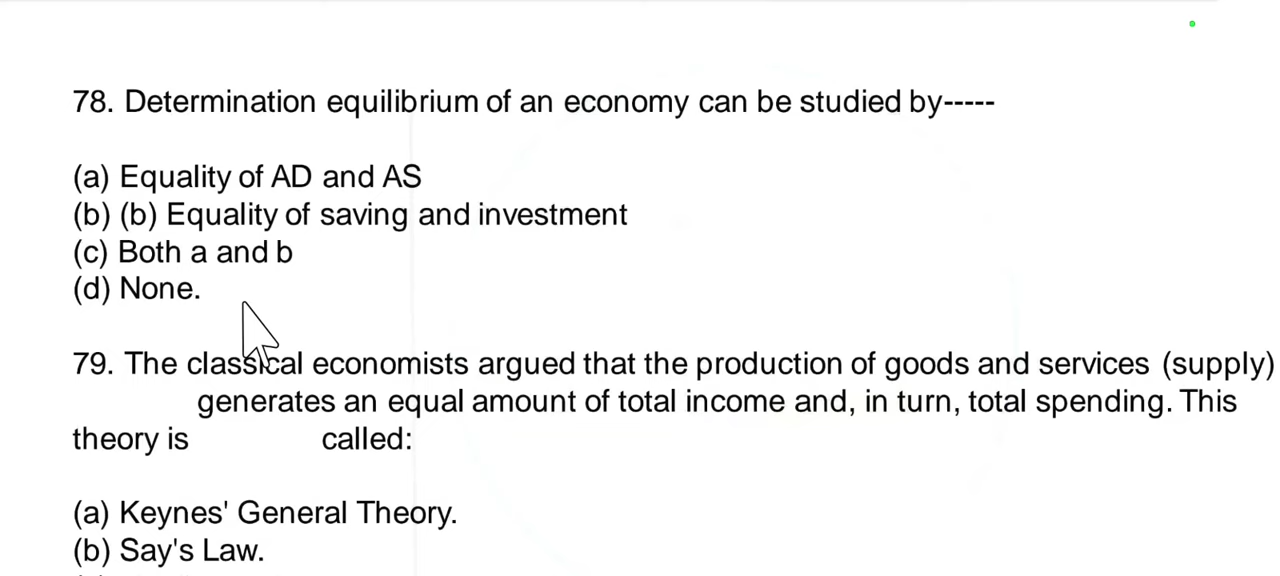 78. Determination equilibrium of an economy can be studied by-----
(a) Equality of AD and AS
(b) (b) Equality of saving and investment
(c) Both a and b
(d) None.
79. The classical economists argued that the production of goods and services (supply)
generates an equal amount of total income and, in turn, total spending. This
theory is called:
(a) Keynes' General Theory.
(b) Say's Law.